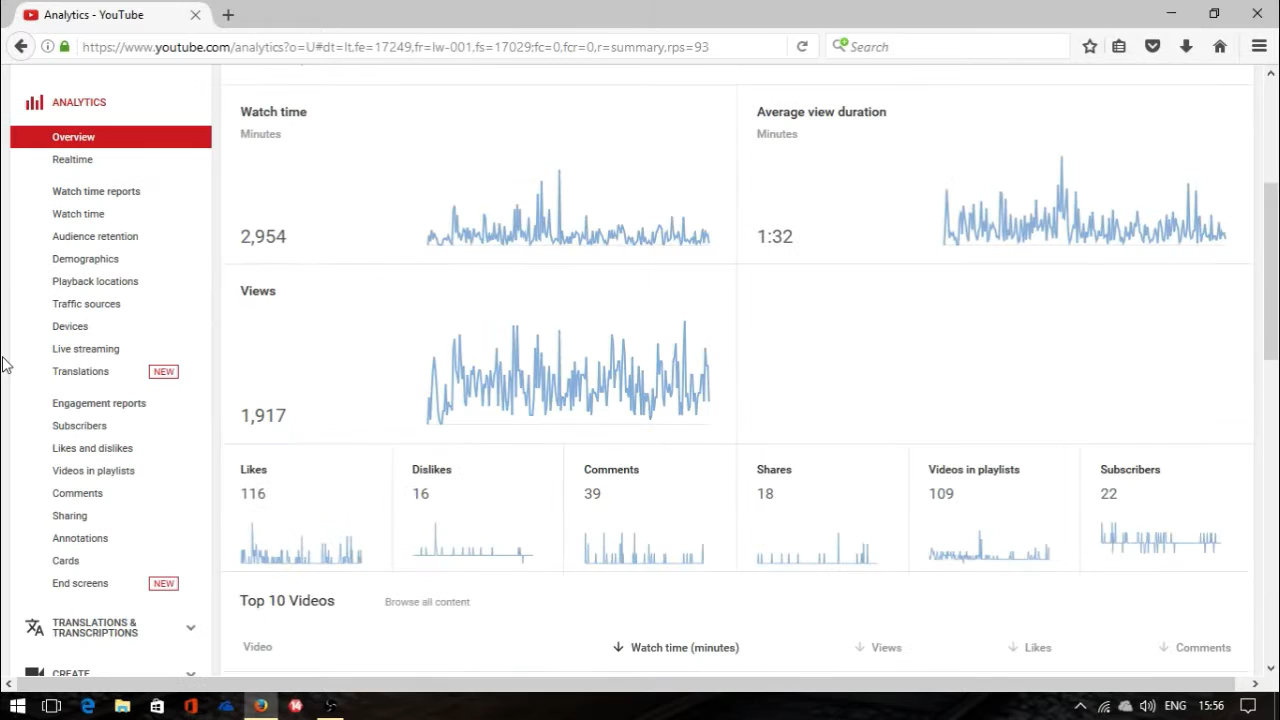 Analytics - YouTube
https://www.youtube.com/analytics?o=U#dt=lt,fe=17249,fr=lw-001,fs=17029:fc=0,fcr=0,r=summary,rps=93
Search
ANALYTICS
Overview
Realtime
Watch time reports
Watch time
Audience retention
Demographics
Playback locations
Traffic sources
Devices
Live streaming
Translations NEW
Engagement reports
Subscribers
Likes and dislikes
Videos in playlists
Comments
Sharing
Annotations
Cards
End screens NEW
TRANSLATIONS &
TRANSCRIPTIONS
CREATE
Watch time
Minutes
2,954
Average view duration
Minutes
1:32
Views
1,917
Likes
116
Dislikes
16
Comments
39
Shares
18
Videos in playlists
109
Subscribers
22
Top 10 Videos Browse all content
Video Watch time (minutes) Views Likes Comments
ENG 15:56